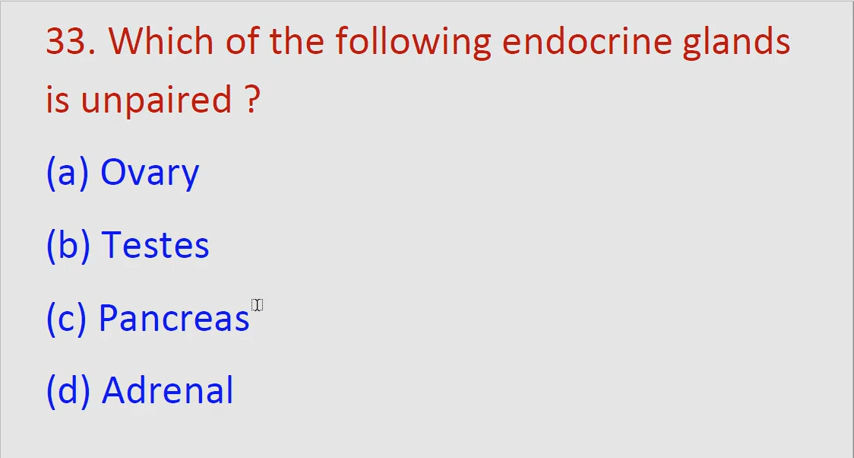 33. Which of the following endocrine glands
is unpaired ?
(a) Ovary
(b) Testes
(c) Pancreas
(d) Adrenal